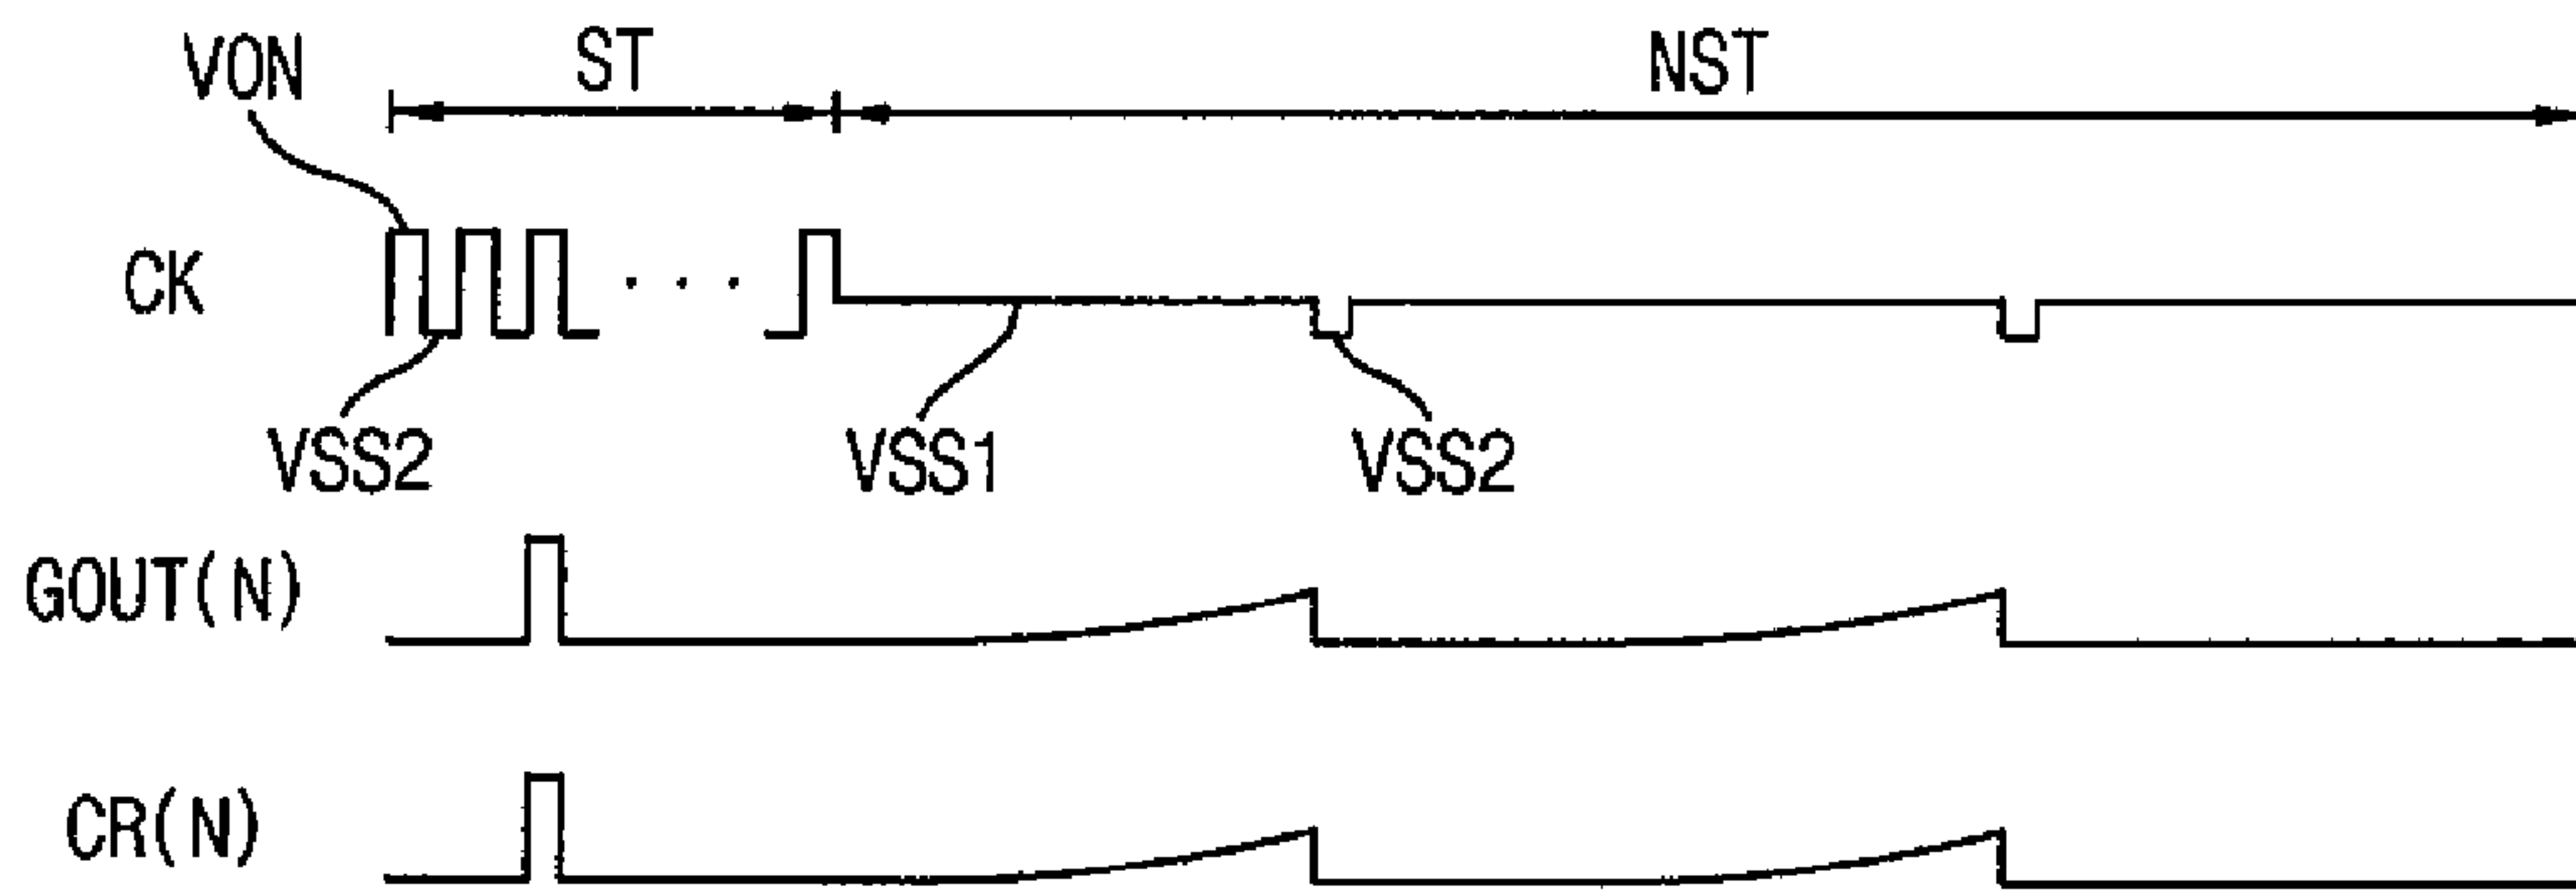 VON
ST
NST
CK
· · ·
VSS2
VSS1
VSS2
GOUT(N)
CR(N)